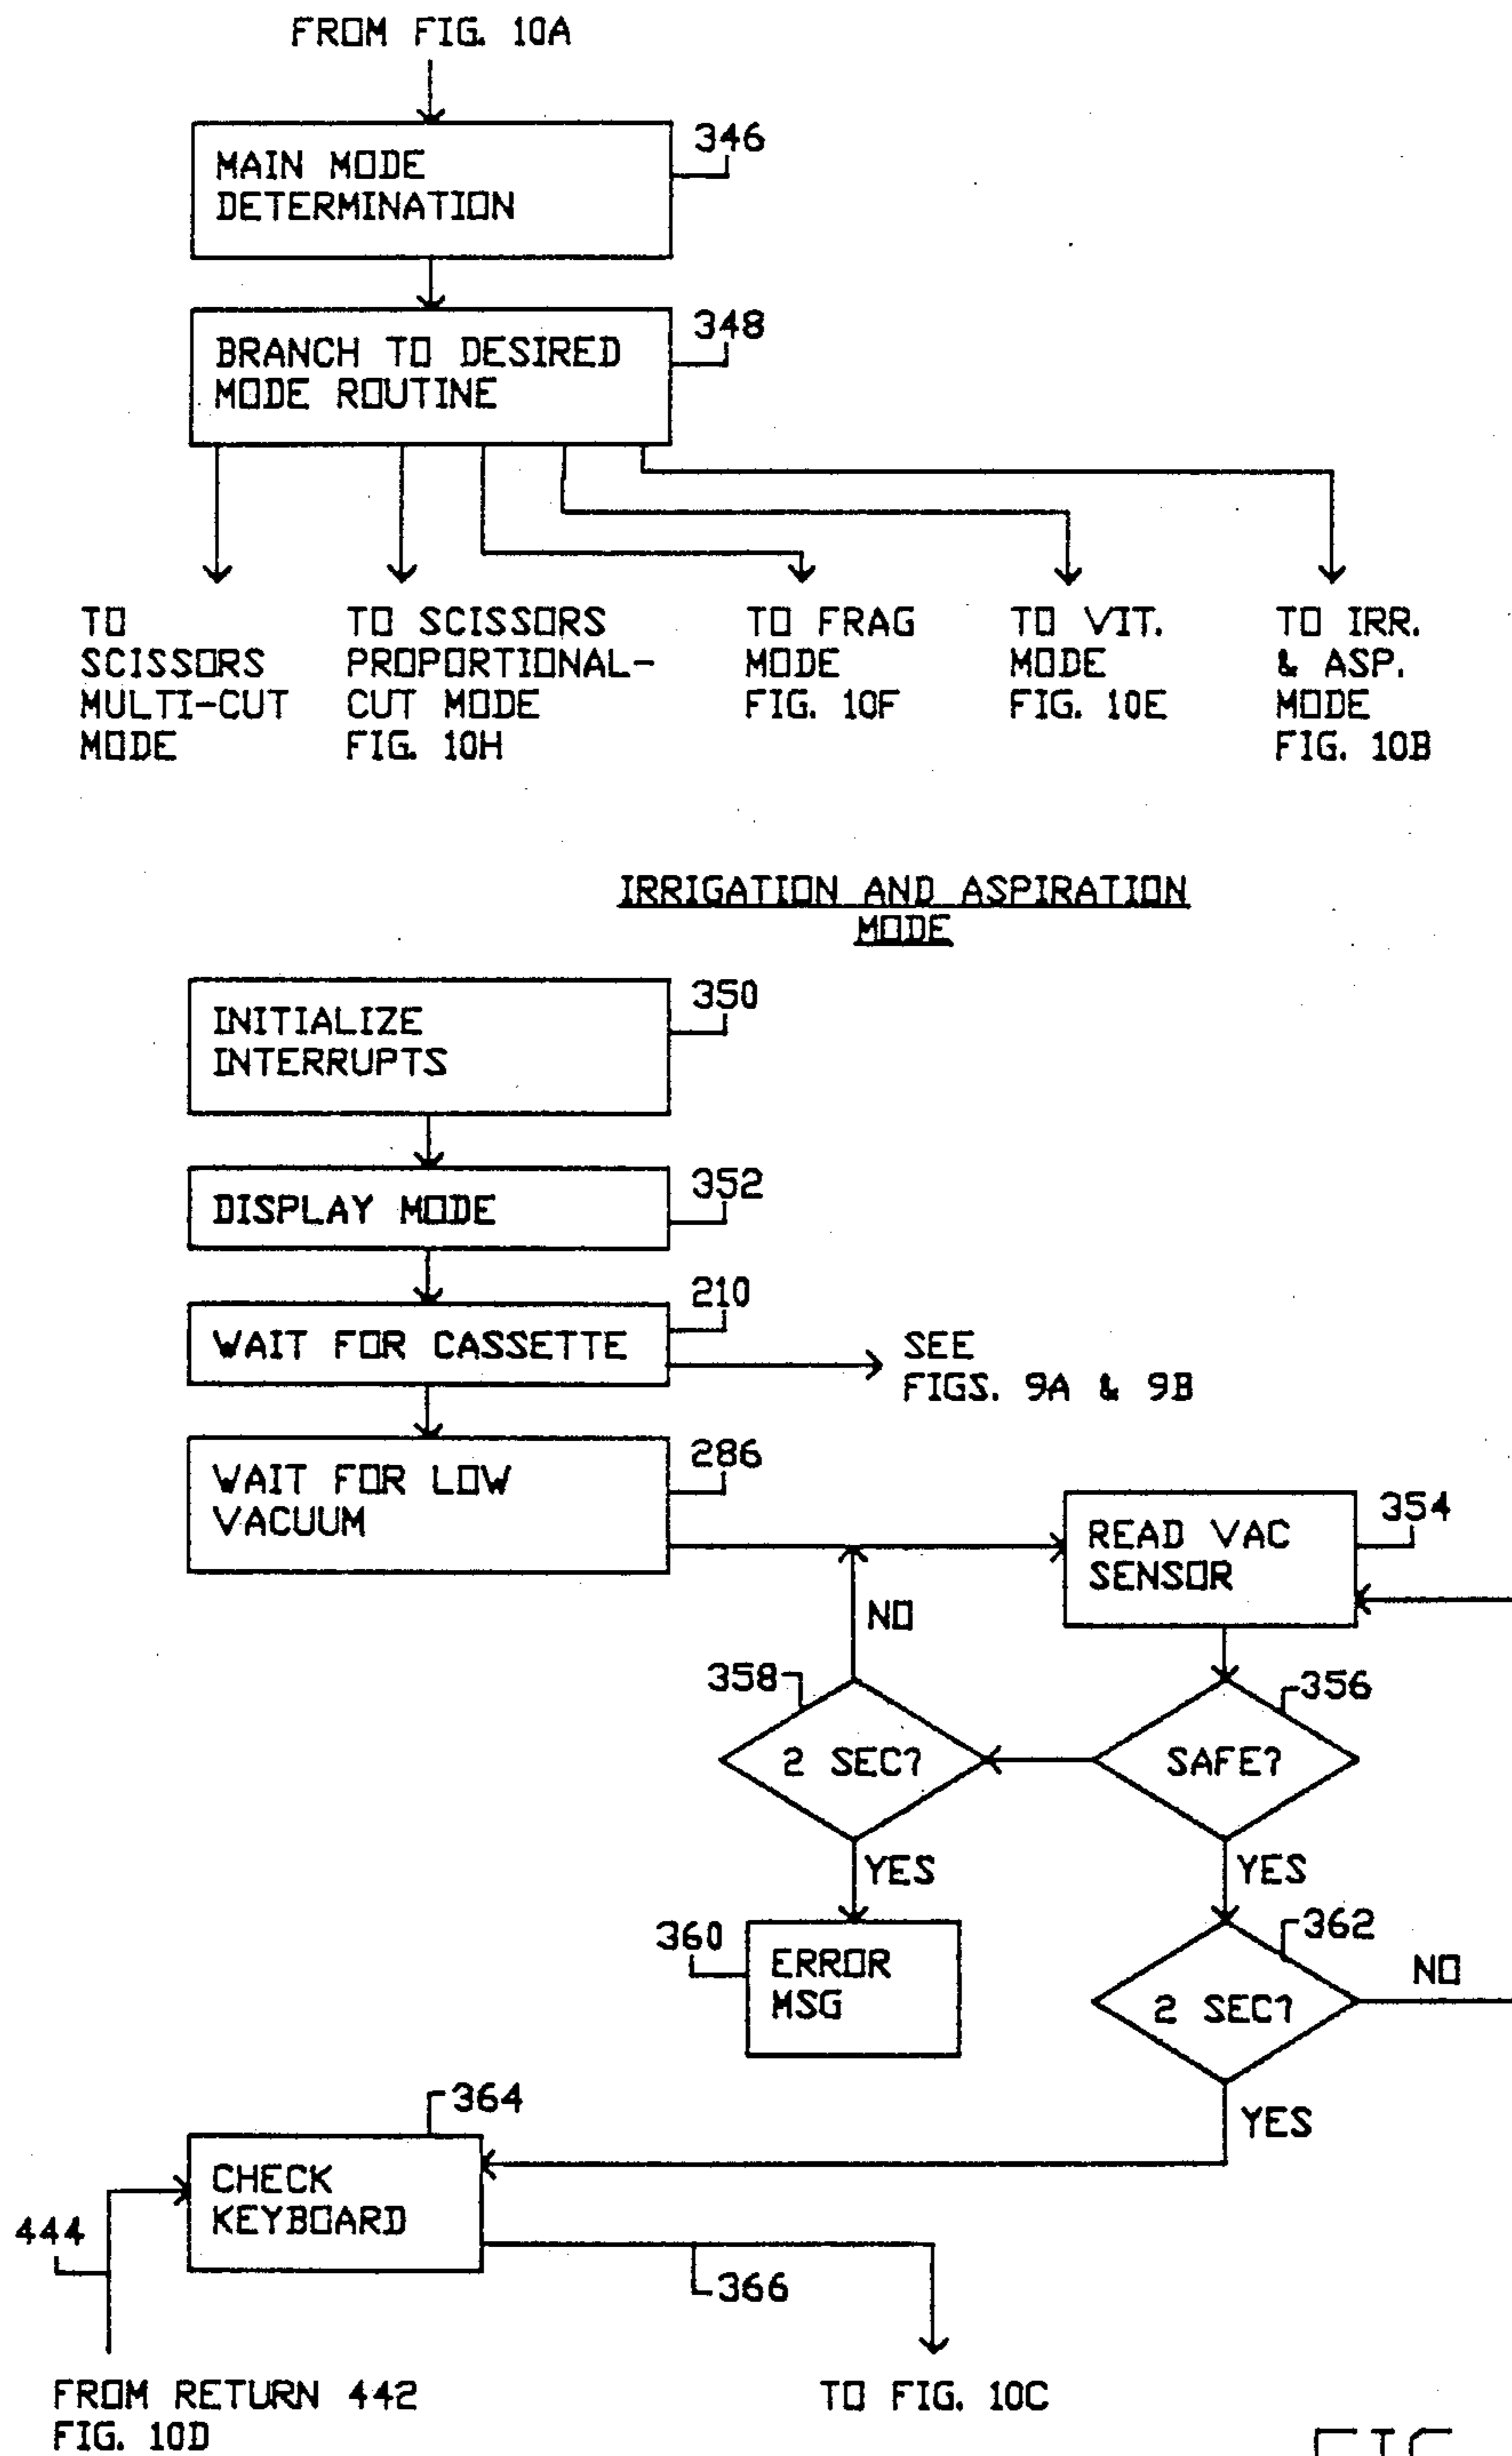 FROM FIG. 10A
346
MAIN MODE
DETERMINATION
348
BRANCH TO DESIRED
MODE ROUTINE
TO
SCISSORS
MULTI-CUT
MODE
TO SCISSORS
PROPORTIONAL-
CUT MODE
FIG. 10H
TO FRAG
MODE
FIG. 10F
TO VIT.
MODE
FIG. 10E
TO IRR.
& ASP.
MODE
FIG. 10B
IRRIGATION AND ASPIRATION
MODE
350
INITIALIZE
INTERRUPTS
352
DISPLAY MODE
210
WAIT FOR CASSETTE
SEE
FIGS. 9A & 9B
286
WAIT FOR LOW
VACUUM
354
READ VAC
SENSOR
NO
358
2 SEC?
356
SAFE?
YES
YES
360
ERROR
MSG
362
2 SEC?
NO
YES
364
CHECK
KEYBOARD
444
366
FROM RETURN 442
FIG. 10D
TO FIG. 10C